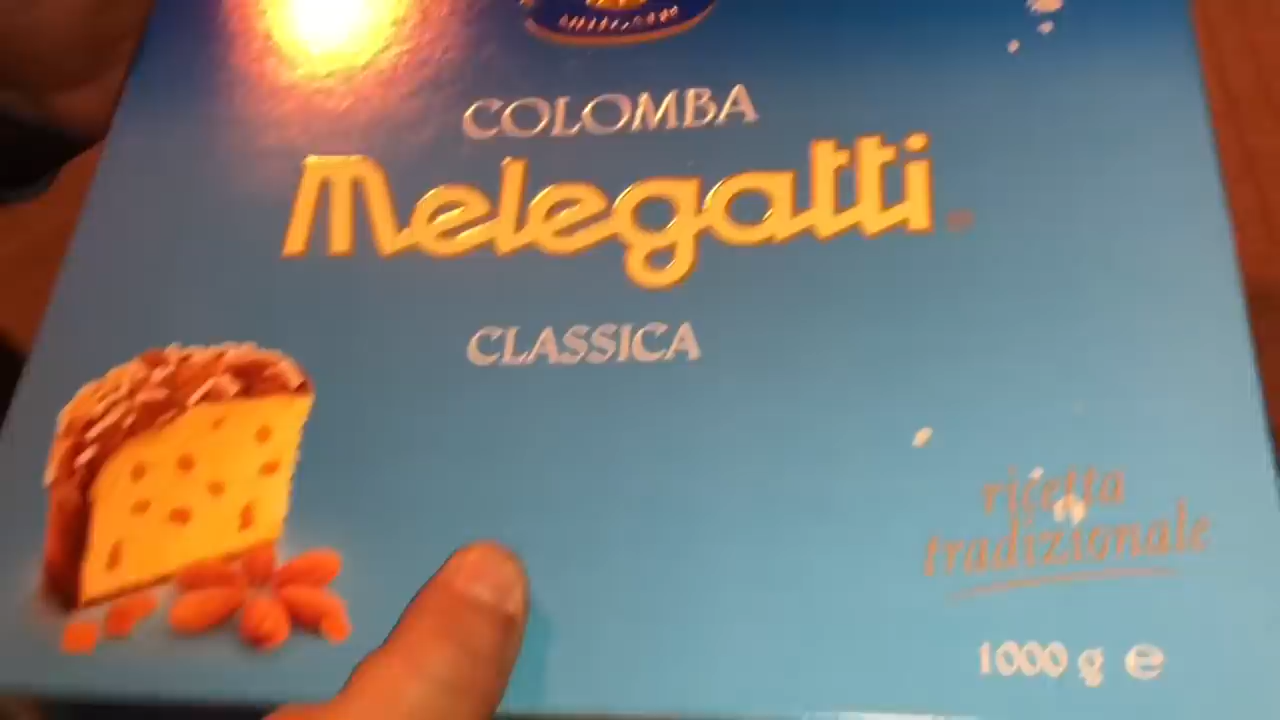 COLOMBA
Melegatti
CLASSICA
ricetta
tradizionale
1000 g e